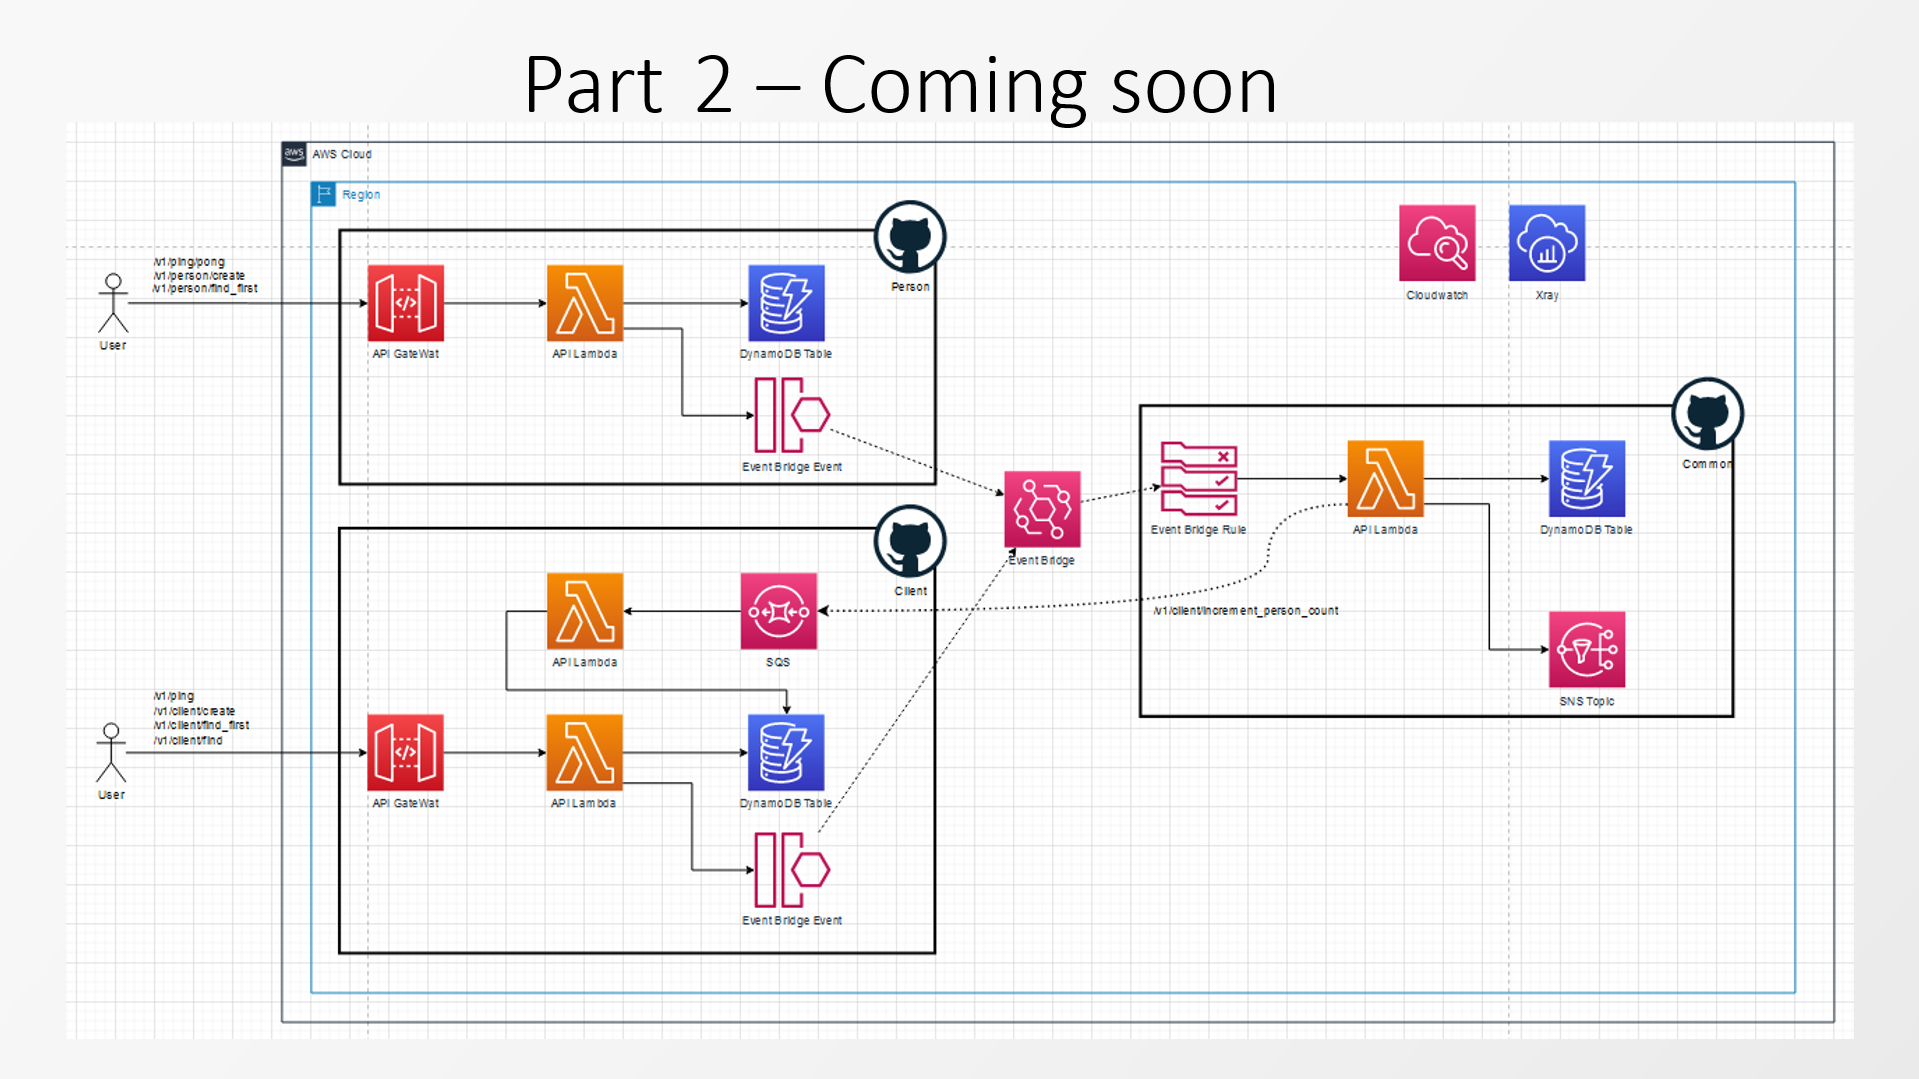 Part 2 – Coming soon
aws
AWS Cloud
Region
/v1/ping/pong
/v1/person/create
/v1/person/find_first
User
API GateWat
API Lambda
DynamoDB Table
Person
Event Bridge Event
Cloudwatch
Xray
Event Bridge
Event Bridge Rule
API Lambda
DynamoDB Table
Common
/v1/client/increment_person_count
SNS Topic
Client
API Lambda
SQS
/v1/ping
/v1/client/create
/v1/client/find_first
/v1/client/find
User
API GateWat
API Lambda
DynamoDB Table
Event Bridge Event